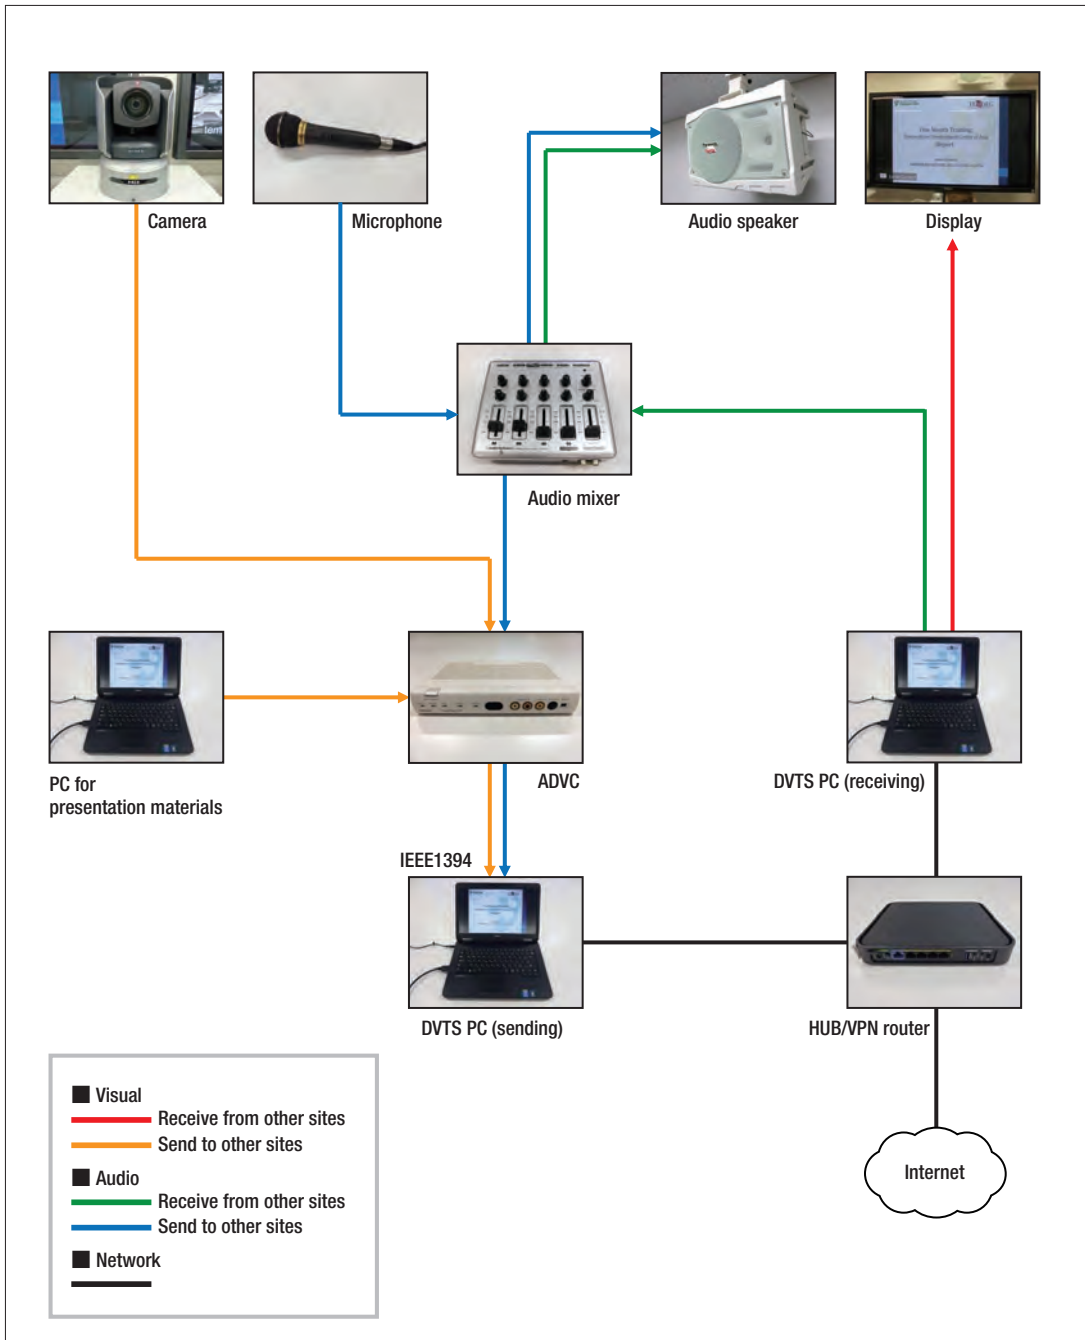 Camera
Microphone
Audio speaker
Display
Audio mixer
PC for
presentation materials
ADVC
DVTS PC (receiving)
IEEE1394
DVTS PC (sending)
HUB/VPN router
Internet
Visual
Receive from other sites
Send to other sites
Audio
Receive from other sites
Send to other sites
Network